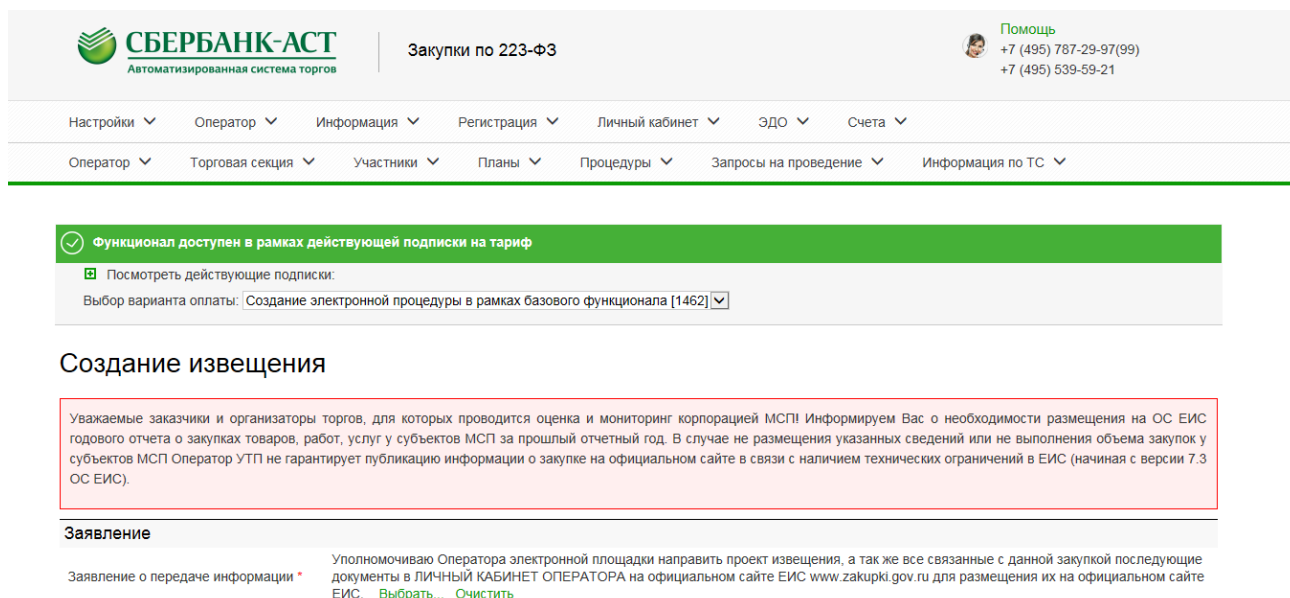 СБЕРБАНК-АСТ
Автоматизированная система торгов
Закупки по 223-ФЗ
Помощь
+7 (495) 787-29-97(99)
+7 (495) 539-59-21
Настройки Оператор Информация Регистрация Личный кабинет ЭДО Счета
Оператор Торговая секция Участники Планы Процедуры Запросы на проведение Информация по ТС
Функционал доступен в рамках действующей подписки на тариф
Посмотреть действующие подписки:
Выбор варианта оплаты: Создание электронной процедуры в рамках базового функционала [1462]
Создание извещения
Уважаемые заказчики и организаторы торгов, для которых проводится оценка и мониторинг корпорацией МСП! Информируем Вас о необходимости размещения на ОС ЕИС
годового отчета о закупках товаров, работ, услуг у субъектов МСП за прошлый отчетный год. В случае не размещения указанных сведений или не выполнения объема закупок у
субъектов МСП Оператор УТП не гарантирует публикацию информации о закупке на официальном сайте в связи с наличием технических ограничений в ЕИС (начиная с версии 7.3
ОС ЕИС).
Заявление
Заявление о передаче информации *
Уполномочиваю Оператора электронной площадки направить проект извещения, а так же все связанные с данной закупкой последующие
документы в ЛИЧНЫЙ КАБИНЕТ ОПЕРАТОРА на официальном сайте ЕИС www.zakupki.gov.ru для размещения их на официальном сайте
ЕИС. Выбрать... Очистить